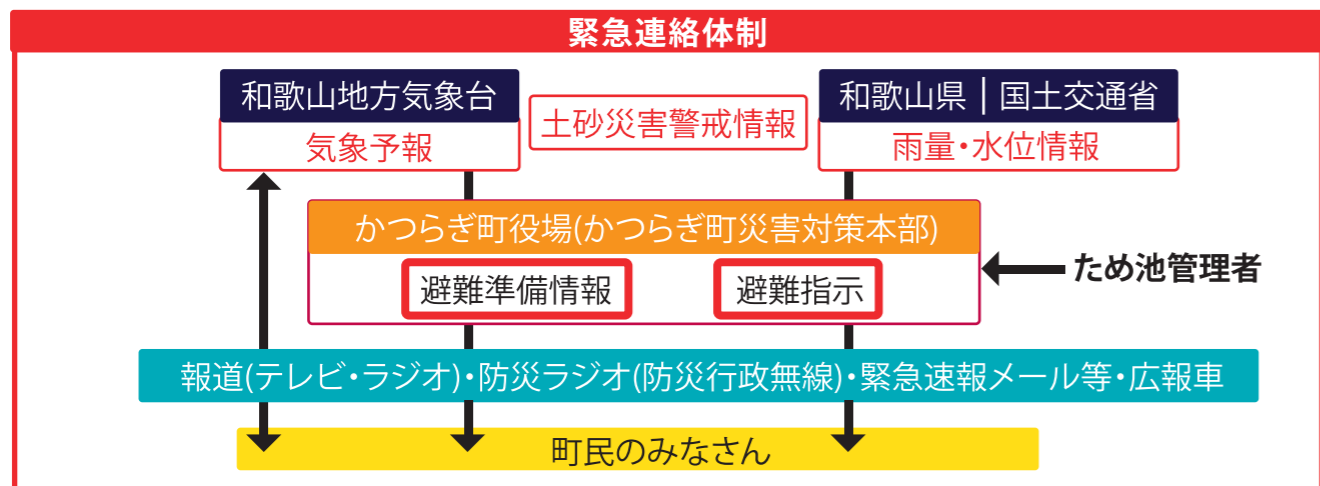 緊急連絡体制
和歌山地方気象台
気象予報
土砂災害警戒情報
和歌山県｜国土交通省
雨量・水位情報
かつらぎ町役場(かつらぎ町災害対策本部)
避難準備情報
避難指示
ため池管理者
報道(テレビ・ラジオ)・防災ラジオ(防災行政無線)・緊急速報メール等・広報車
町民のみなさん